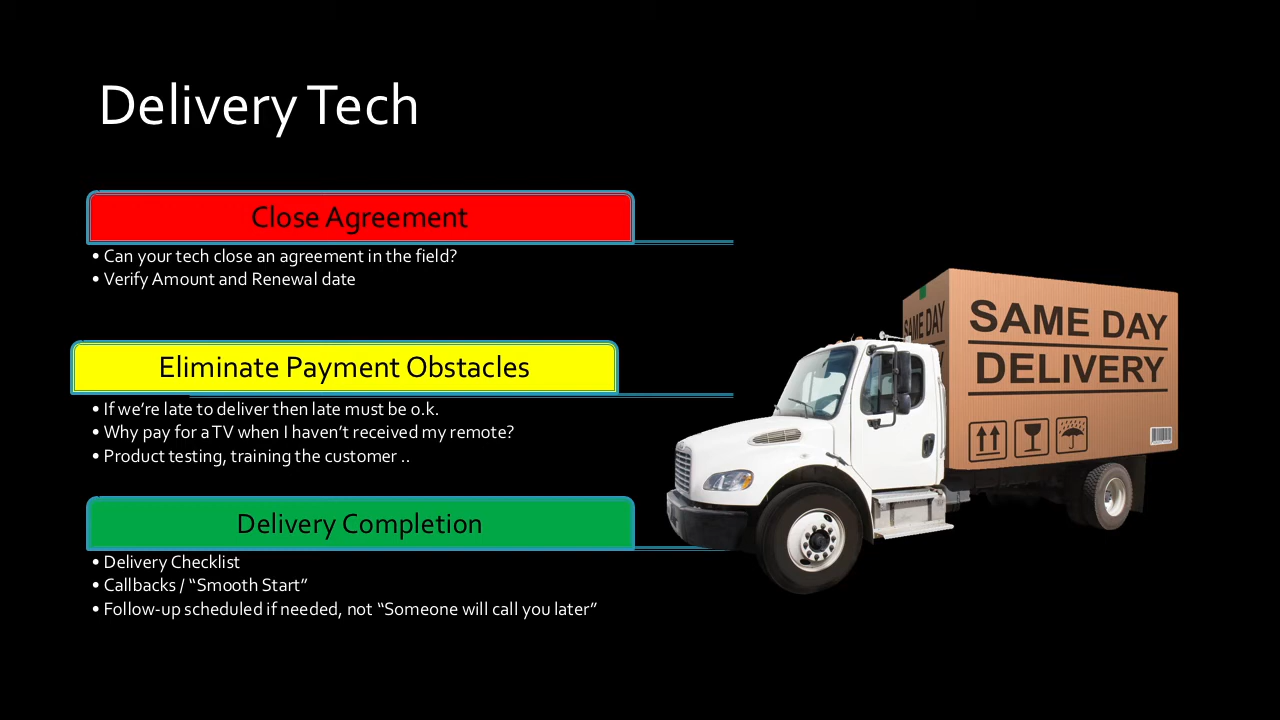 Delivery Tech
Close Agreement
• Can your tech close an agreement in the field?
• Verify Amount and Renewal date
Eliminate Payment Obstacles
• If we’re late to deliver then late must be o.k.
• Why pay for a TV when I haven’t received my remote?
• Product testing, training the customer ..
Delivery Completion
• Delivery Checklist
• Callbacks / “Smooth Start”
• Follow-up scheduled if needed, not “Someone will call you later”
SAME DAY
SAME DAY
DELIVERY